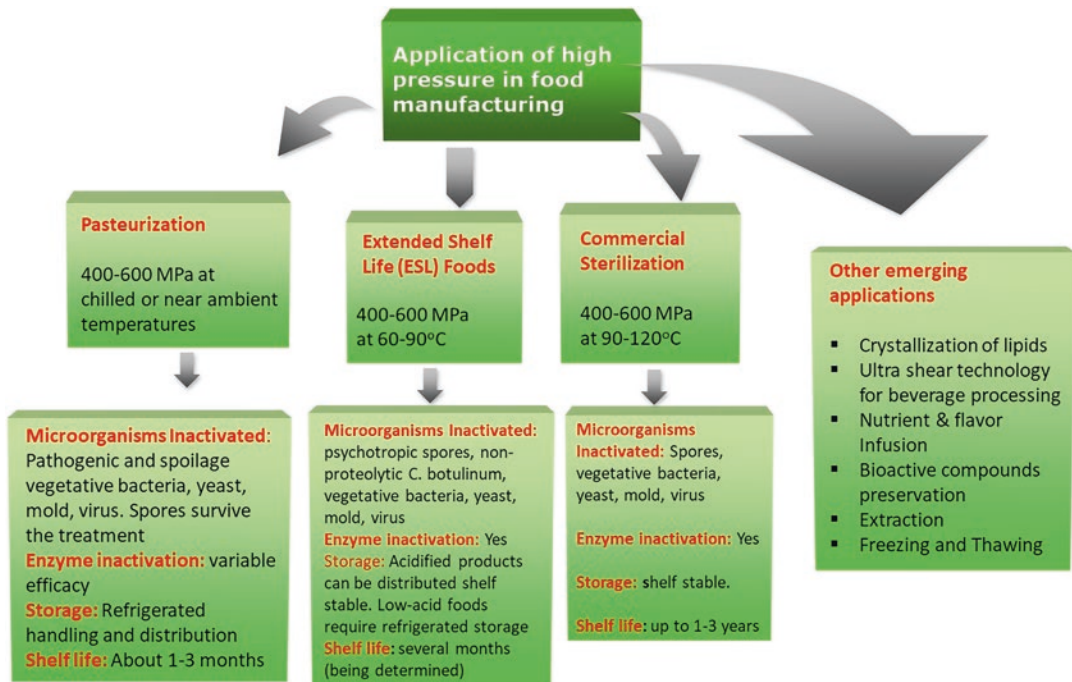 Application of high
pressure in food
manufacturing
Pasteurization
400-600 MPa at
chilled or near ambient
temperatures
Extended Shelf
Life (ESL) Foods
400-600 MPa
at 60-90°C
Commercial
Sterilization
400-600 MPa
at 90-120°C
Other emerging
applications
▪ Crystallization of lipids
▪ Ultra shear technology
for beverage processing
▪ Nutrient & flavor
Infusion
▪ Bioactive compounds
preservation
▪ Extraction
▪ Freezing and Thawing
Microorganisms Inactivated:
Pathogenic and spoilage
vegetative bacteria, yeast,
mold, virus. Spores survive
the treatment
Enzyme inactivation: variable
efficacy
Storage: Refrigerated
handling and distribution
Shelf life: About 1-3 months
Microorganisms Inactivated:
psychotropic spores, non-
proteolytic C. botulinum,
vegetative bacteria, yeast,
mold, virus
Enzyme inactivation: Yes
Storage: Acidified products
can be distributed shelf
stable. Low-acid foods
require refrigerated storage
Shelf life: several months
(being determined)
Microorganisms
Inactivated: Spores,
vegetative bacteria,
yeast, mold, virus
Enzyme inactivation: Yes
Storage: shelf stable.
Shelf life: up to 1-3 years